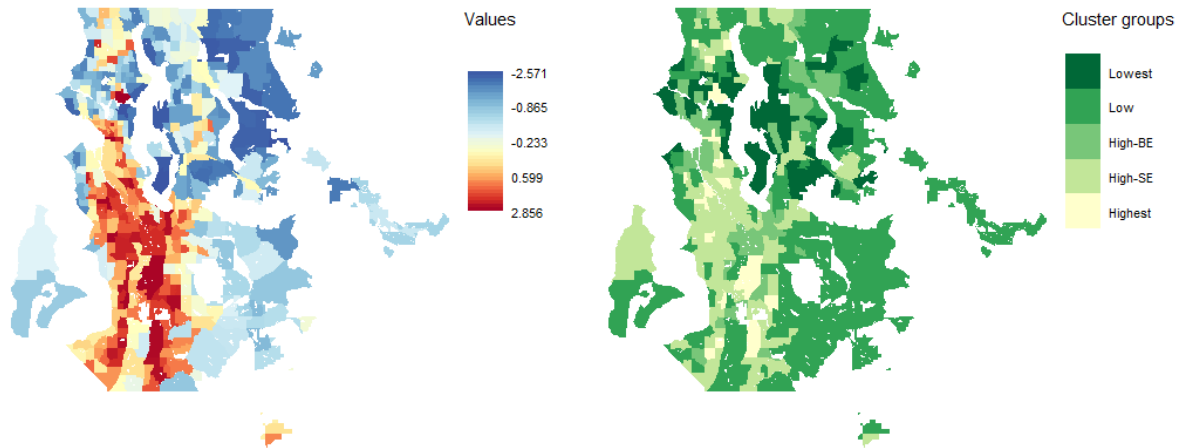 Values
-2.571
-0.865
-0.233
0.599
2.856
Cluster groups
Lowest
Low
High-BE
High-SE
Highest